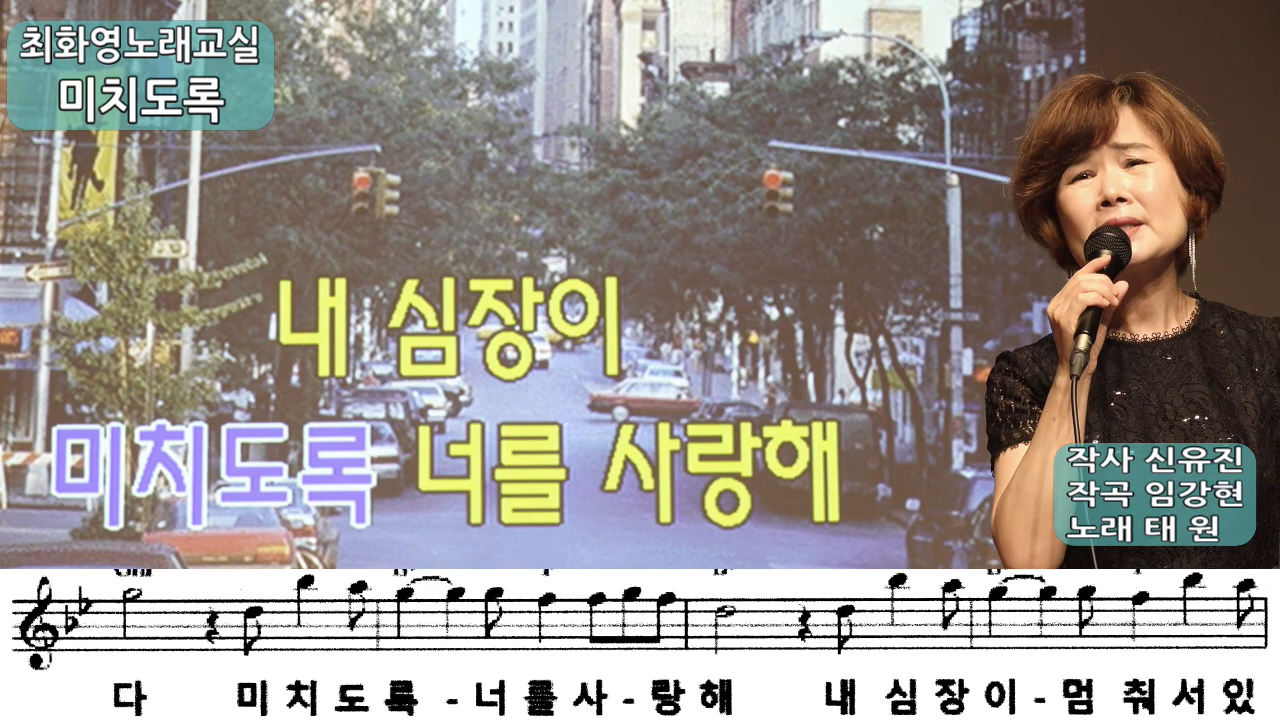 최화영노래교실
미치도록
내 심장이
미치도록 너를 사랑해
작사 신유진
작곡 임강현
노래 태 원
다 미 치 도 록 - 너 를 사 - 랑 해 내 심 장 이 - 멈 춰 서 있